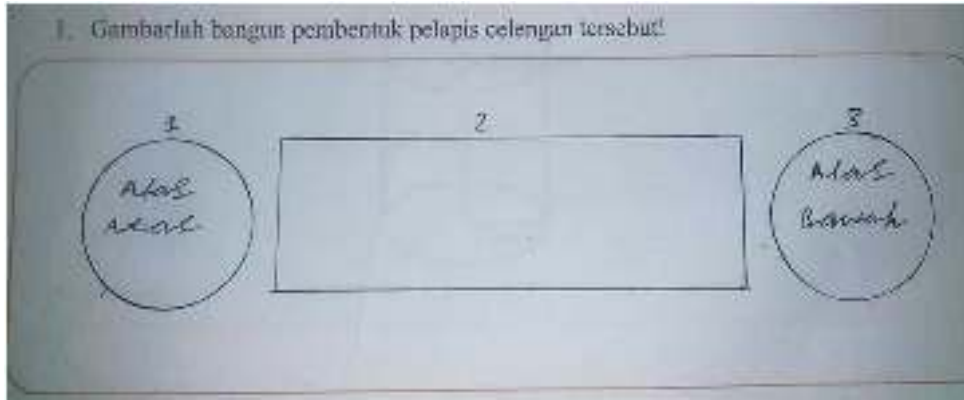 1. Gambarlah bangun pembentuk pelapis celengan tersebut!
1
2
3
Alas
Atas
Alas
Bawah